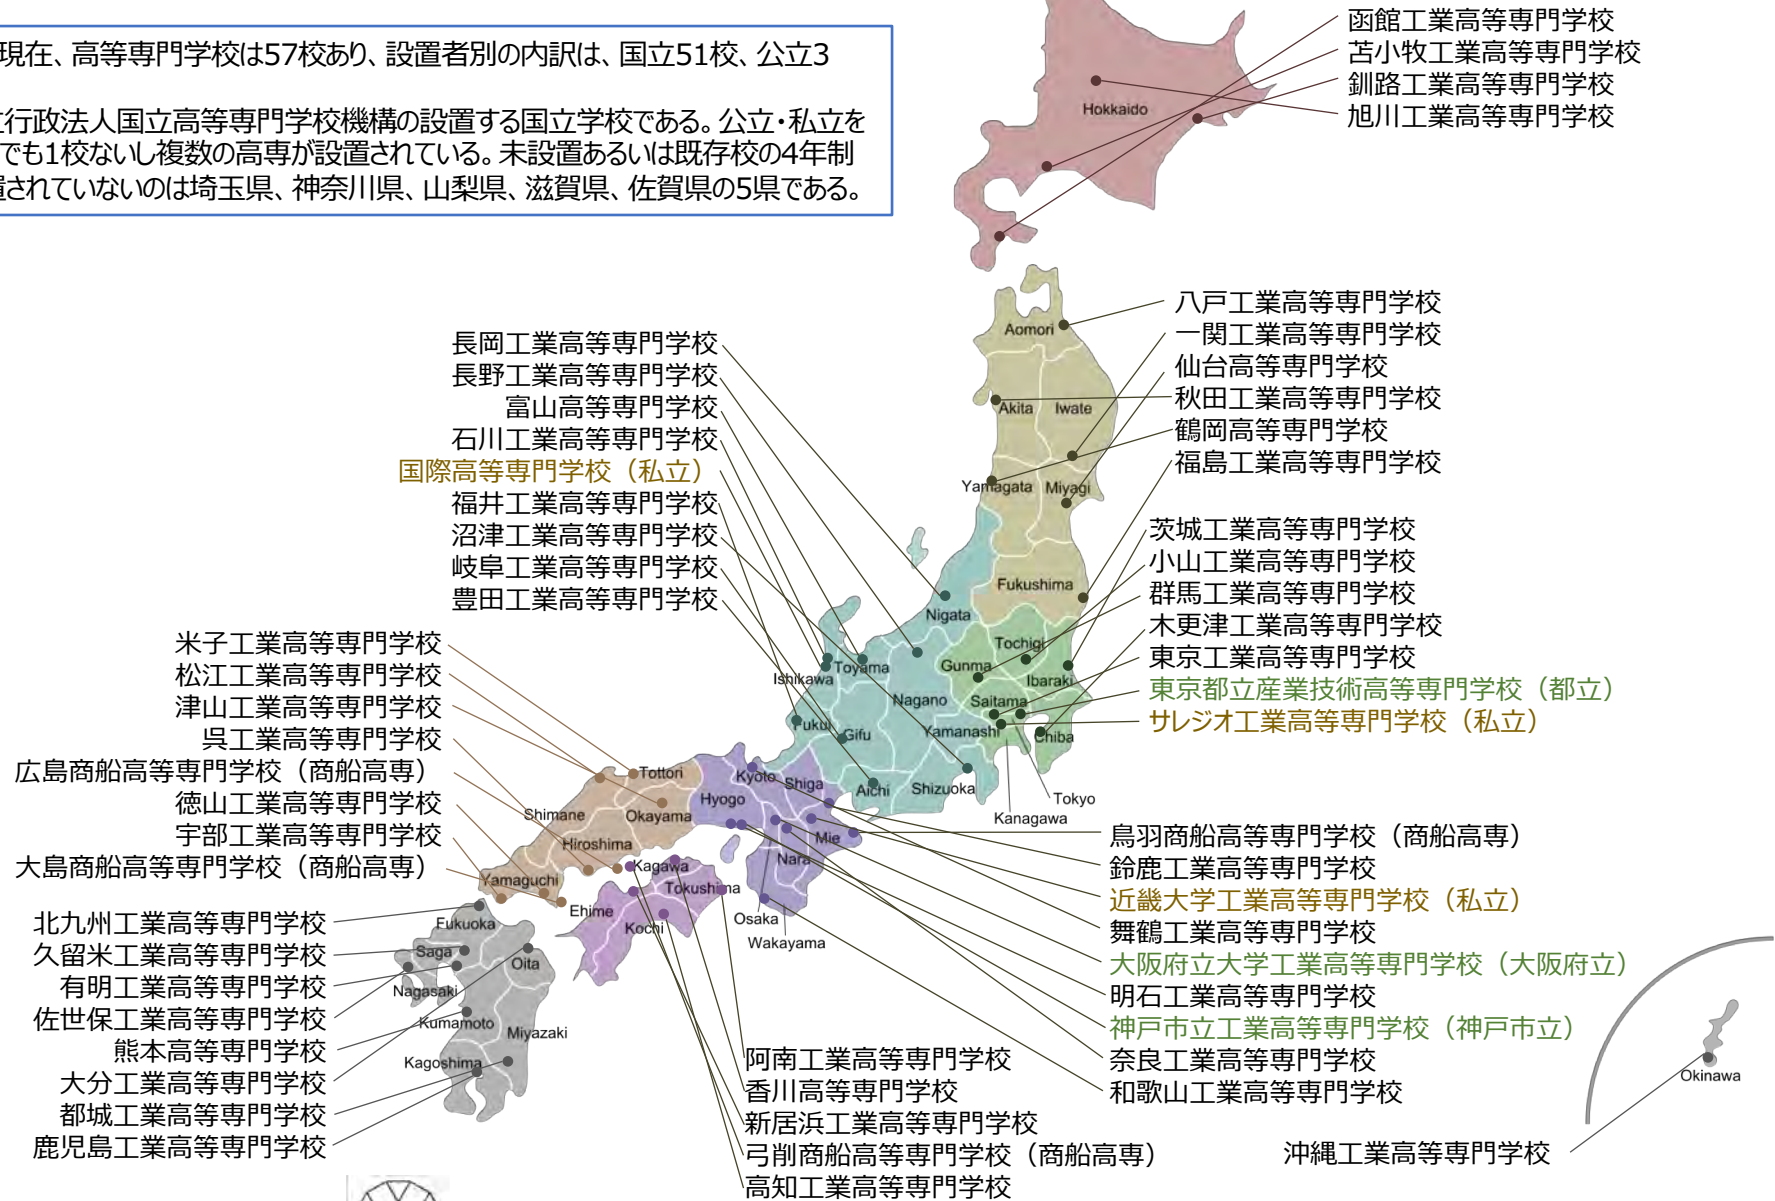 現在、高等専門学校は57校あり、設置者別の内訳は、国立51校、公立3
行政法人国立高等専門学校機構の設置する国立学校である。公立・私立を
でも1校ないし複数の高専が設置されている。未設置あるいは既存校の4年制
されていないのは埼玉県、神奈川県、山梨県、滋賀県、佐賀県の5県である。
函館工業高等専門学校
苫小牧工業高等専門学校
釧路工業高等専門学校
旭川工業高等専門学校
Hokkaido
八戸工業高等専門学校
一関工業高等専門学校
仙台高等専門学校
秋田工業高等専門学校
鶴岡高等専門学校
福島工業高等専門学校
Aomori
Akita
Iwate
Yamagata
Miyagi
Fukushima
長岡工業高等専門学校
長野工業高等専門学校
富山高等専門学校
石川工業高等専門学校
国際高等専門学校（私立）
福井工業高等専門学校
沼津工業高等専門学校
岐阜工業高等専門学校
豊田工業高等専門学校
茨城工業高等専門学校
小山工業高等専門学校
群馬工業高等専門学校
木更津工業高等専門学校
東京工業高等専門学校
東京都立産業技術高等専門学校（都立）
サレジオ工業高等専門学校（私立）
Nigata
Tochigi
Gunma
Ibaraki
Toyama
Ishikawa
Nagano
Saitama
Fukui
Gifu
Yamanashi
Chiba
Aichi
Shizuoka
Tokyo
Kanagawa
米子工業高等専門学校
松江工業高等専門学校
津山工業高等専門学校
呉工業高等専門学校
広島商船高等専門学校（商船高専）
徳山工業高等専門学校
宇部工業高等専門学校
大島商船高等専門学校（商船高専）
Tottori
Okayama
Shimane
Hiroshima
Yamaguchi
Kyoto
Shiga
Hyogo
Mie
Nara
Osaka
Wakayama
Kagawa
Tokushima
Ehime
Kochi
鳥羽商船高等専門学校（商船高専）
鈴鹿工業高等専門学校
近畿大学工業高等専門学校（私立）
舞鶴工業高等専門学校
大阪府立大学工業高等専門学校（大阪府立）
明石工業高等専門学校
神戸市立工業高等専門学校（神戸市立）
奈良工業高等専門学校
和歌山工業高等専門学校
北九州工業高等専門学校
久留米工業高等専門学校
有明工業高等専門学校
佐世保工業高等専門学校
熊本高等専門学校
大分工業高等専門学校
都城工業高等専門学校
鹿児島工業高等専門学校
Fukuoka
Saga
Oita
Nagasaki
Kumamoto
Miyazaki
Kagoshima
阿南工業高等専門学校
香川高等専門学校
新居浜工業高等専門学校
弓削商船高等専門学校（商船高専）
高知工業高等専門学校
Okinawa
沖縄工業高等専門学校